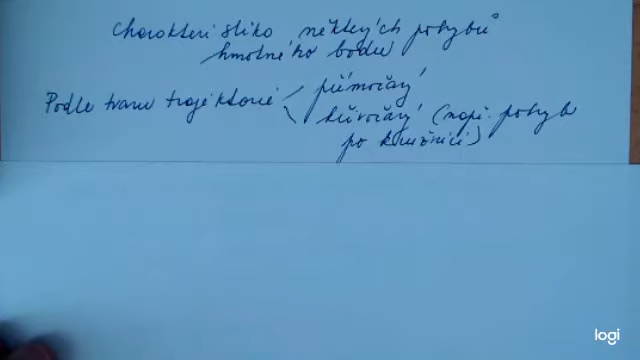 Charakteristika některých pohybů
hmotného bodu
Podle tvaru trajektorie
přímočarý
křivočarý (např. pohyb
po kružnici)
logi